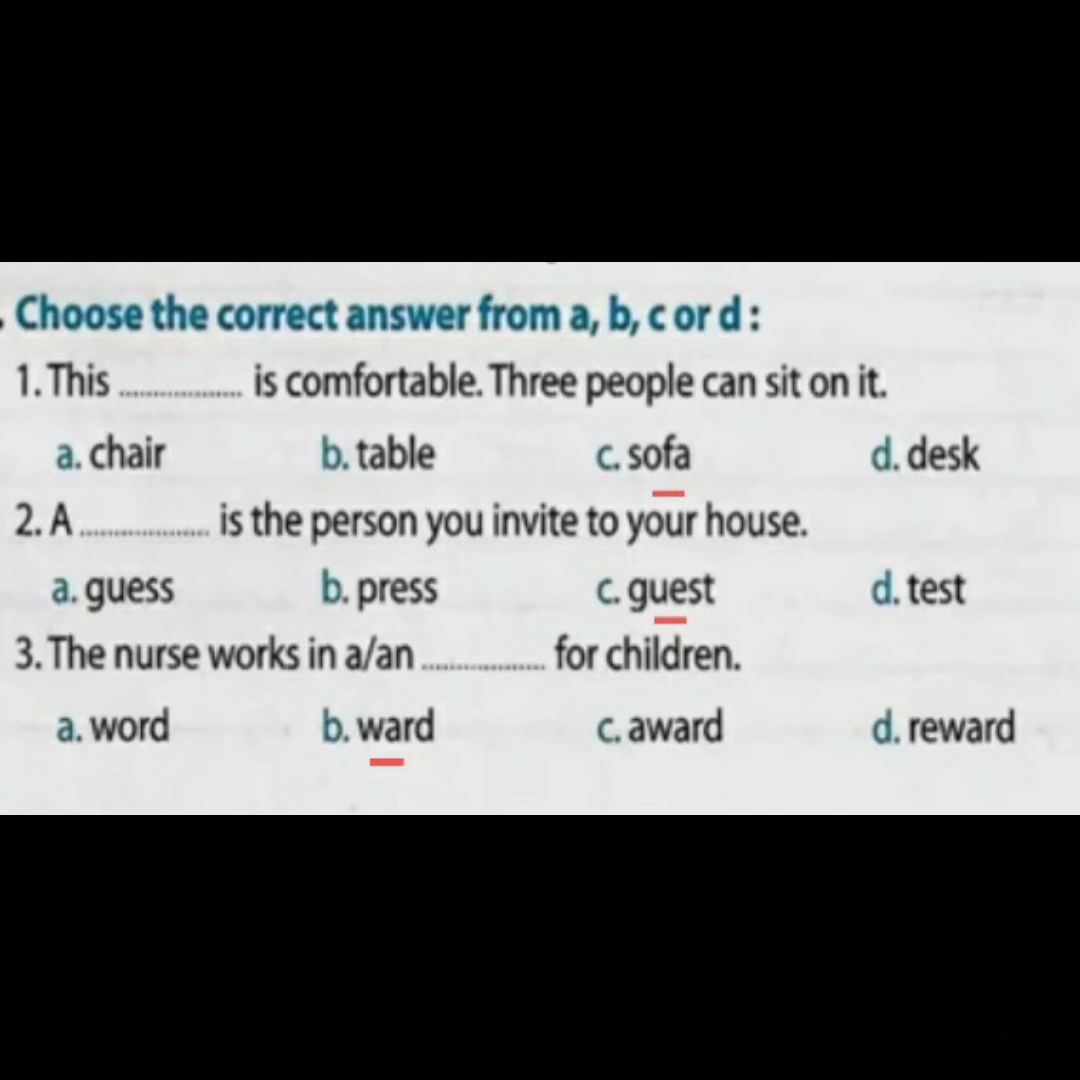 Choose the correct answer from a, b, c or d :
1. This ................ is comfortable. Three people can sit on it.
a. chair b. table c. sofa d. desk
2. A ................ is the person you invite to your house.
a. guess b. press c. guest d. test
3. The nurse works in a/an ................ for children.
a. word b. ward c. award d. reward